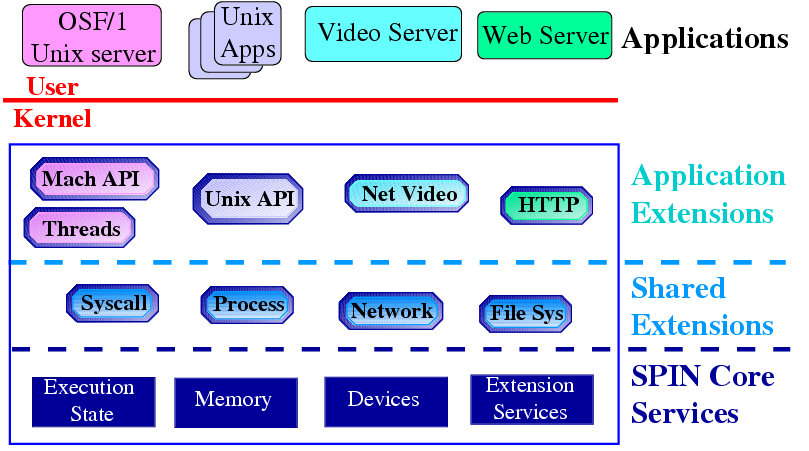 OSF/1
Unix server
Unix
Apps
Video Server
Web Server
Applications
User
Kernel
Mach API
Threads
Unix API
Net Video
HTTP
Application
Extensions
Syscall
Process
Network
File Sys
Shared
Extensions
Execution
State
Memory
Devices
Extension
Services
SPIN Core
Services